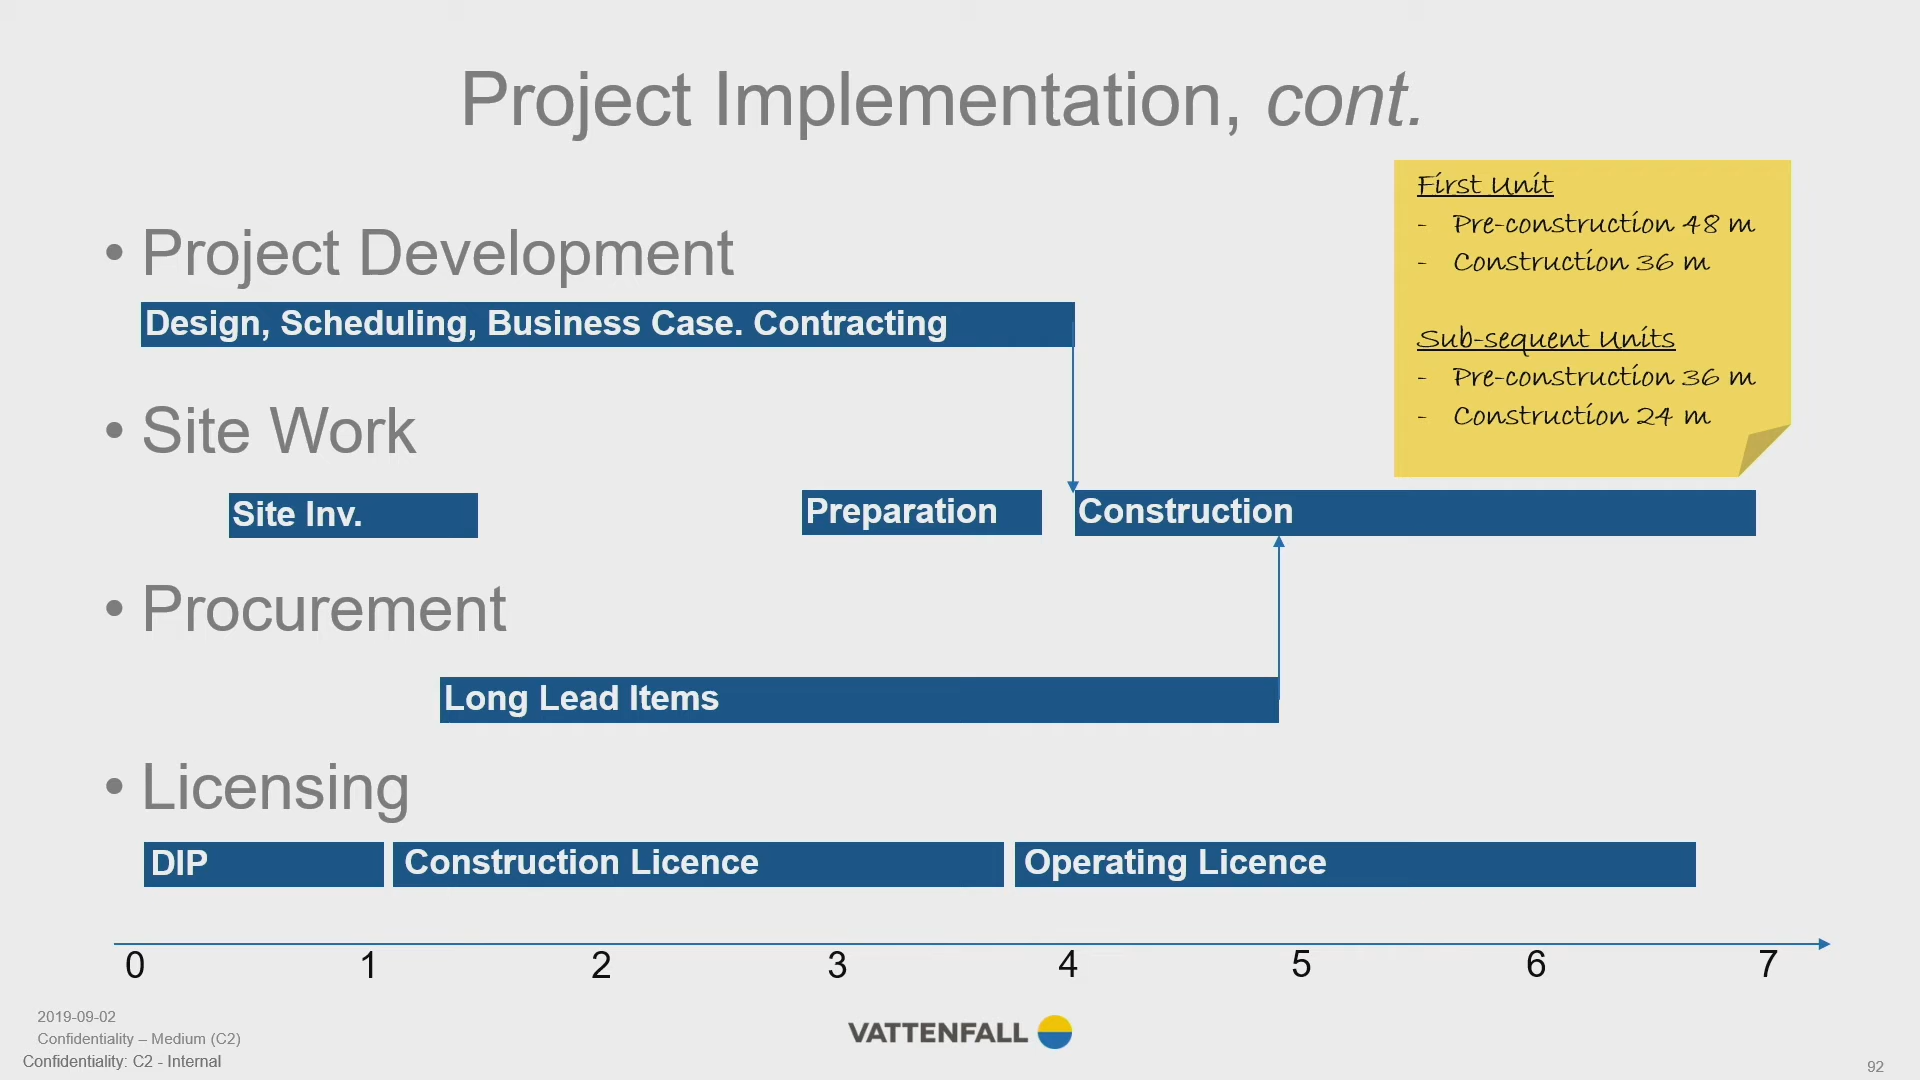 Project Implementation, cont.
First Unit
- Pre-construction 48 m
- Construction 36 m
Sub-sequent Units
- Pre-construction 36 m
- Construction 24 m
• Project Development
Design, Scheduling, Business Case. Contracting
• Site Work
Site Inv.
Preparation
Construction
• Procurement
Long Lead Items
• Licensing
DIP
Construction Licence
Operating Licence
0 1 2 3 4 5 6 7
2019-09-02
Confidentiality – Medium (C2)
Confidentiality: C2 - Internal
VATTENFALL
92